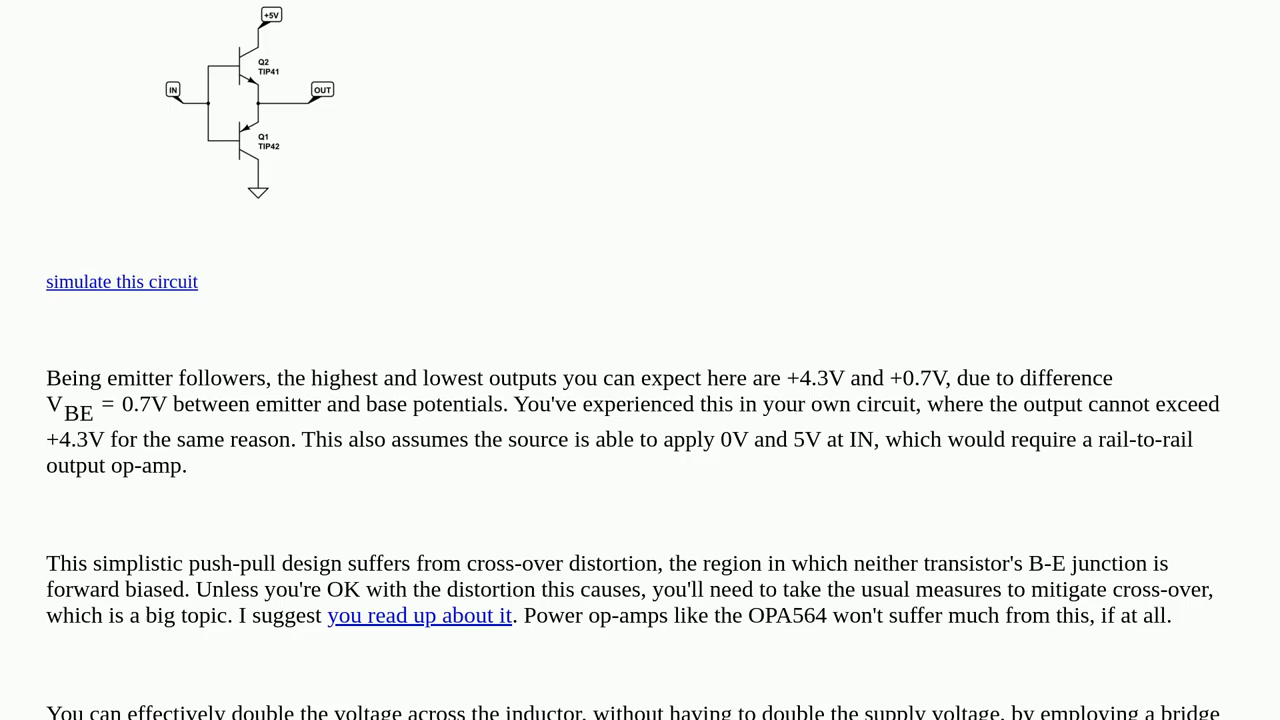 +5V
Q2
TIP41
IN
OUT
Q1
TIP42
simulate this circuit
Being emitter followers, the highest and lowest outputs you can expect here are +4.3V and +0.7V, due to difference
VBE = 0.7V between emitter and base potentials. You've experienced this in your own circuit, where the output cannot exceed
+4.3V for the same reason. This also assumes the source is able to apply 0V and 5V at IN, which would require a rail-to-rail
output op-amp.
This simplistic push-pull design suffers from cross-over distortion, the region in which neither transistor's B-E junction is
forward biased. Unless you're OK with the distortion this causes, you'll need to take the usual measures to mitigate cross-over,
which is a big topic. I suggest you read up about it. Power op-amps like the OPA564 won't suffer much from this, if at all.
You can effectively double the voltage across the inductor, without having to double the supply voltage, by employing a bridge